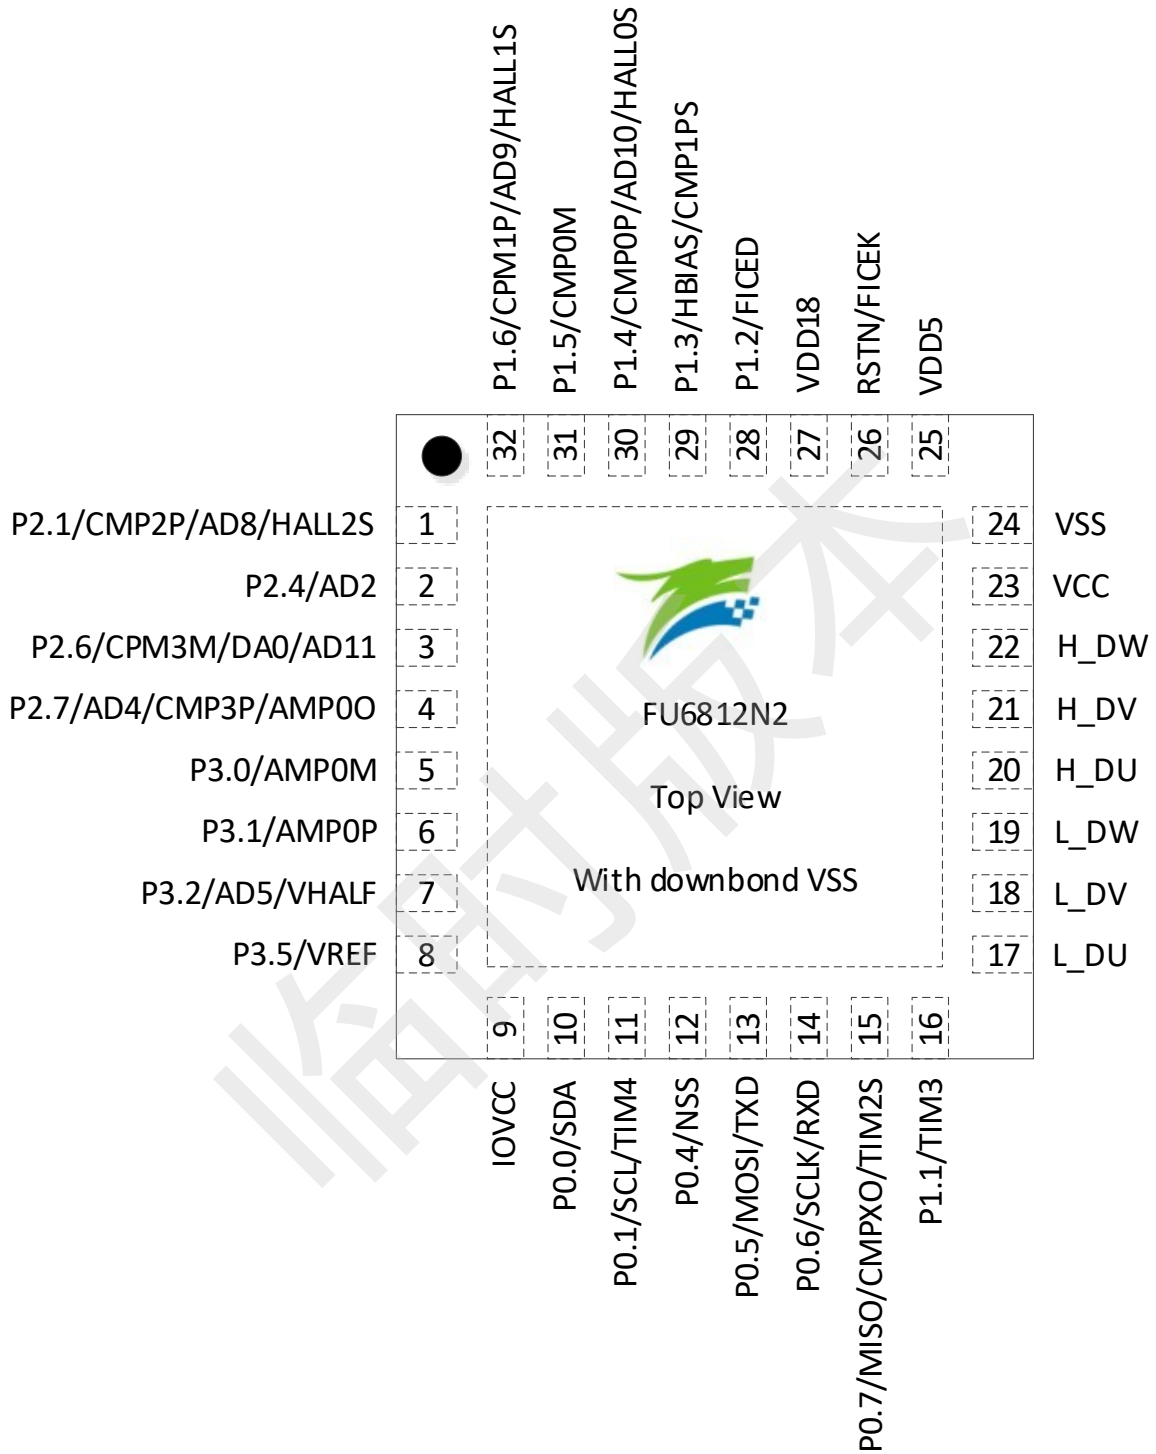 P1.6/CPM1P/AD9/HALL1S
P1.5/CMP0M
P1.4/CMP0P/AD10/HALL0S
P1.3/HBIAS/CMP1PS
P1.2/FICED
VDD18
RSTN/FICEK
VDD5
32
31
30
29
28
27
26
25
P2.1/CMP2P/AD8/HALL2S 1
P2.4/AD2 2
P2.6/CPM3M/DA0/AD11 3
P2.7/AD4/CMP3P/AMP0O 4
P3.0/AMP0M 5
P3.1/AMP0P 6
P3.2/AD5/VHALF 7
P3.5/VREF 8
FU6812N2
Top View
With downbond VSS
24 VSS
23 VCC
22 H_DW
21 H_DV
20 H_DU
19 L_DW
18 L_DV
17 L_DU
9
10
11
12
13
14
15
16
IOVCC
P0.0/SDA
P0.1/SCL/TIM4
P0.4/NSS
P0.5/MOSI/TXD
P0.6/SCLK/RXD
P0.7/MISO/CMPXO/TIM2S
P1.1/TIM3
临时版本